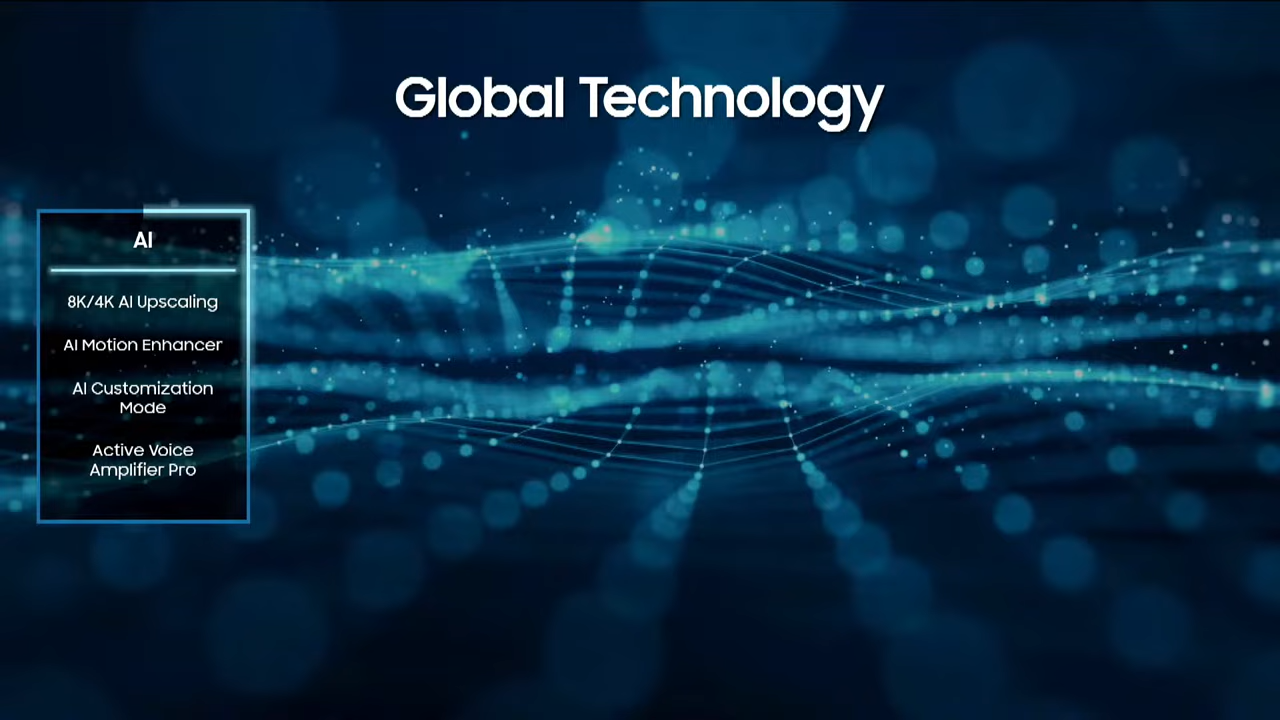 Global Technology
AI
8K/4K AI Upscaling
AI Motion Enhancer
AI Customization
Mode
Active Voice
Amplifier Pro